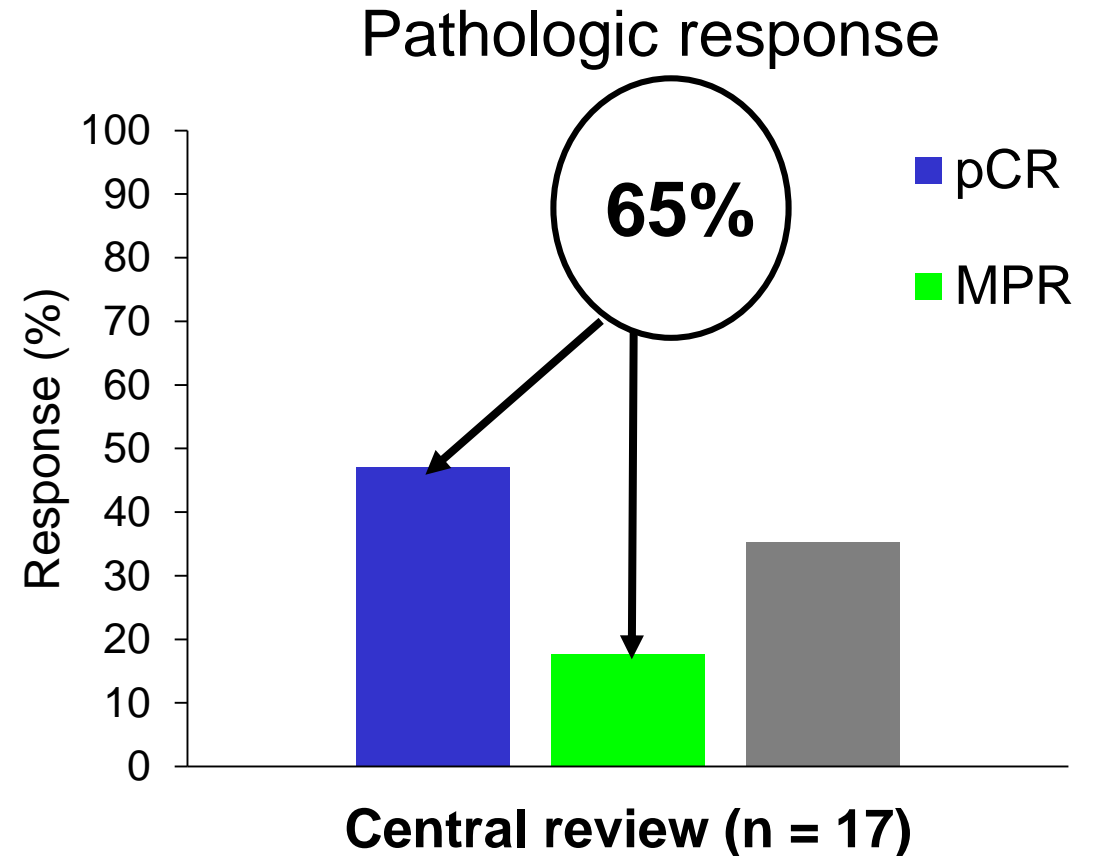 Pathologic response
65%
pCR
MPR
Response (%)
100
90
80
70
60
50
40
30
20
10
0
Central review (n = 17)